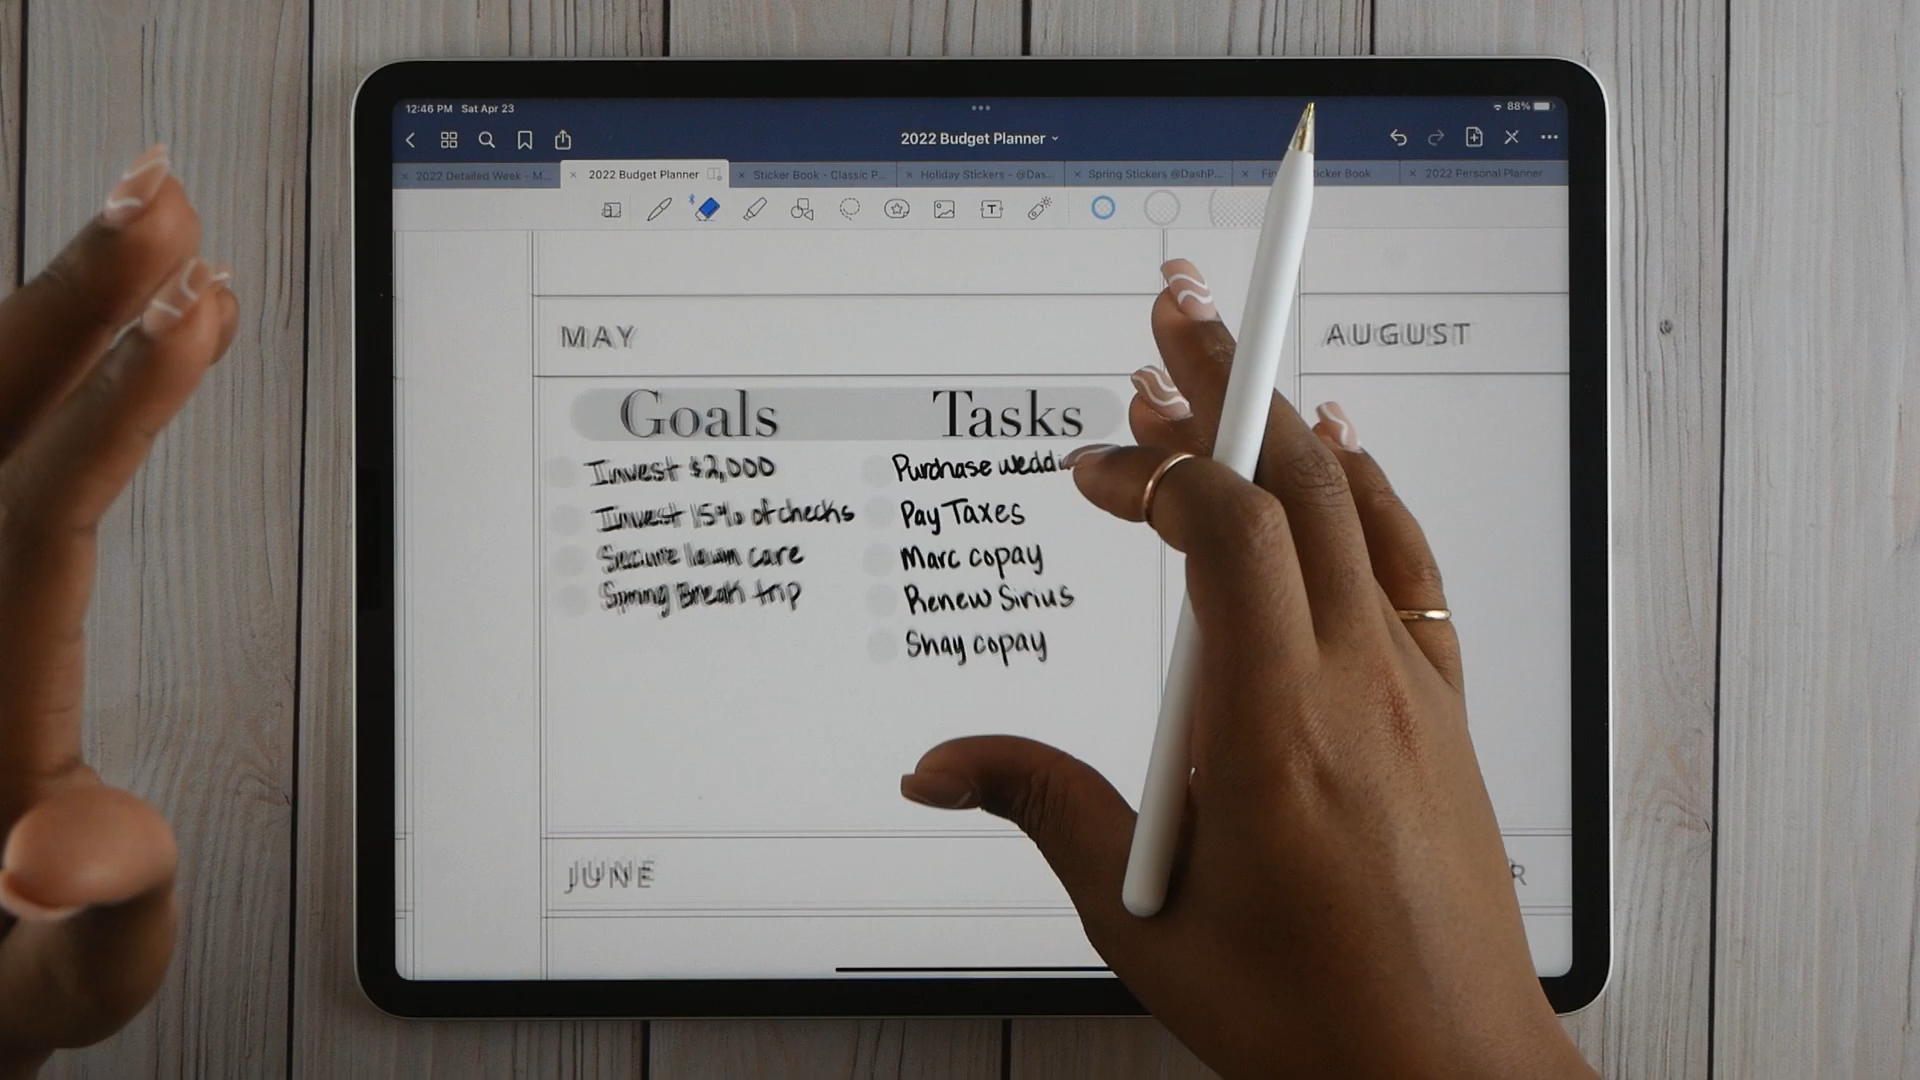 12:46 PM Sat Apr 23
88%
2022 Budget Planner
2022 Detailed Week - M...
2022 Budget Planner
Sticker Book - Classic P...
Holiday Stickers - @Das...
Spring Stickers @DashP...
Sticker Book
2022 Personal Planner
T
MAY
AUGUST
Goals
Tasks
Invest $2,000
Purchase
Invest 15% of checks
Pay Taxes
Secure lawn care
Marc copay
Spring Break trip
Renew Sirius
Shay copay
JUNE